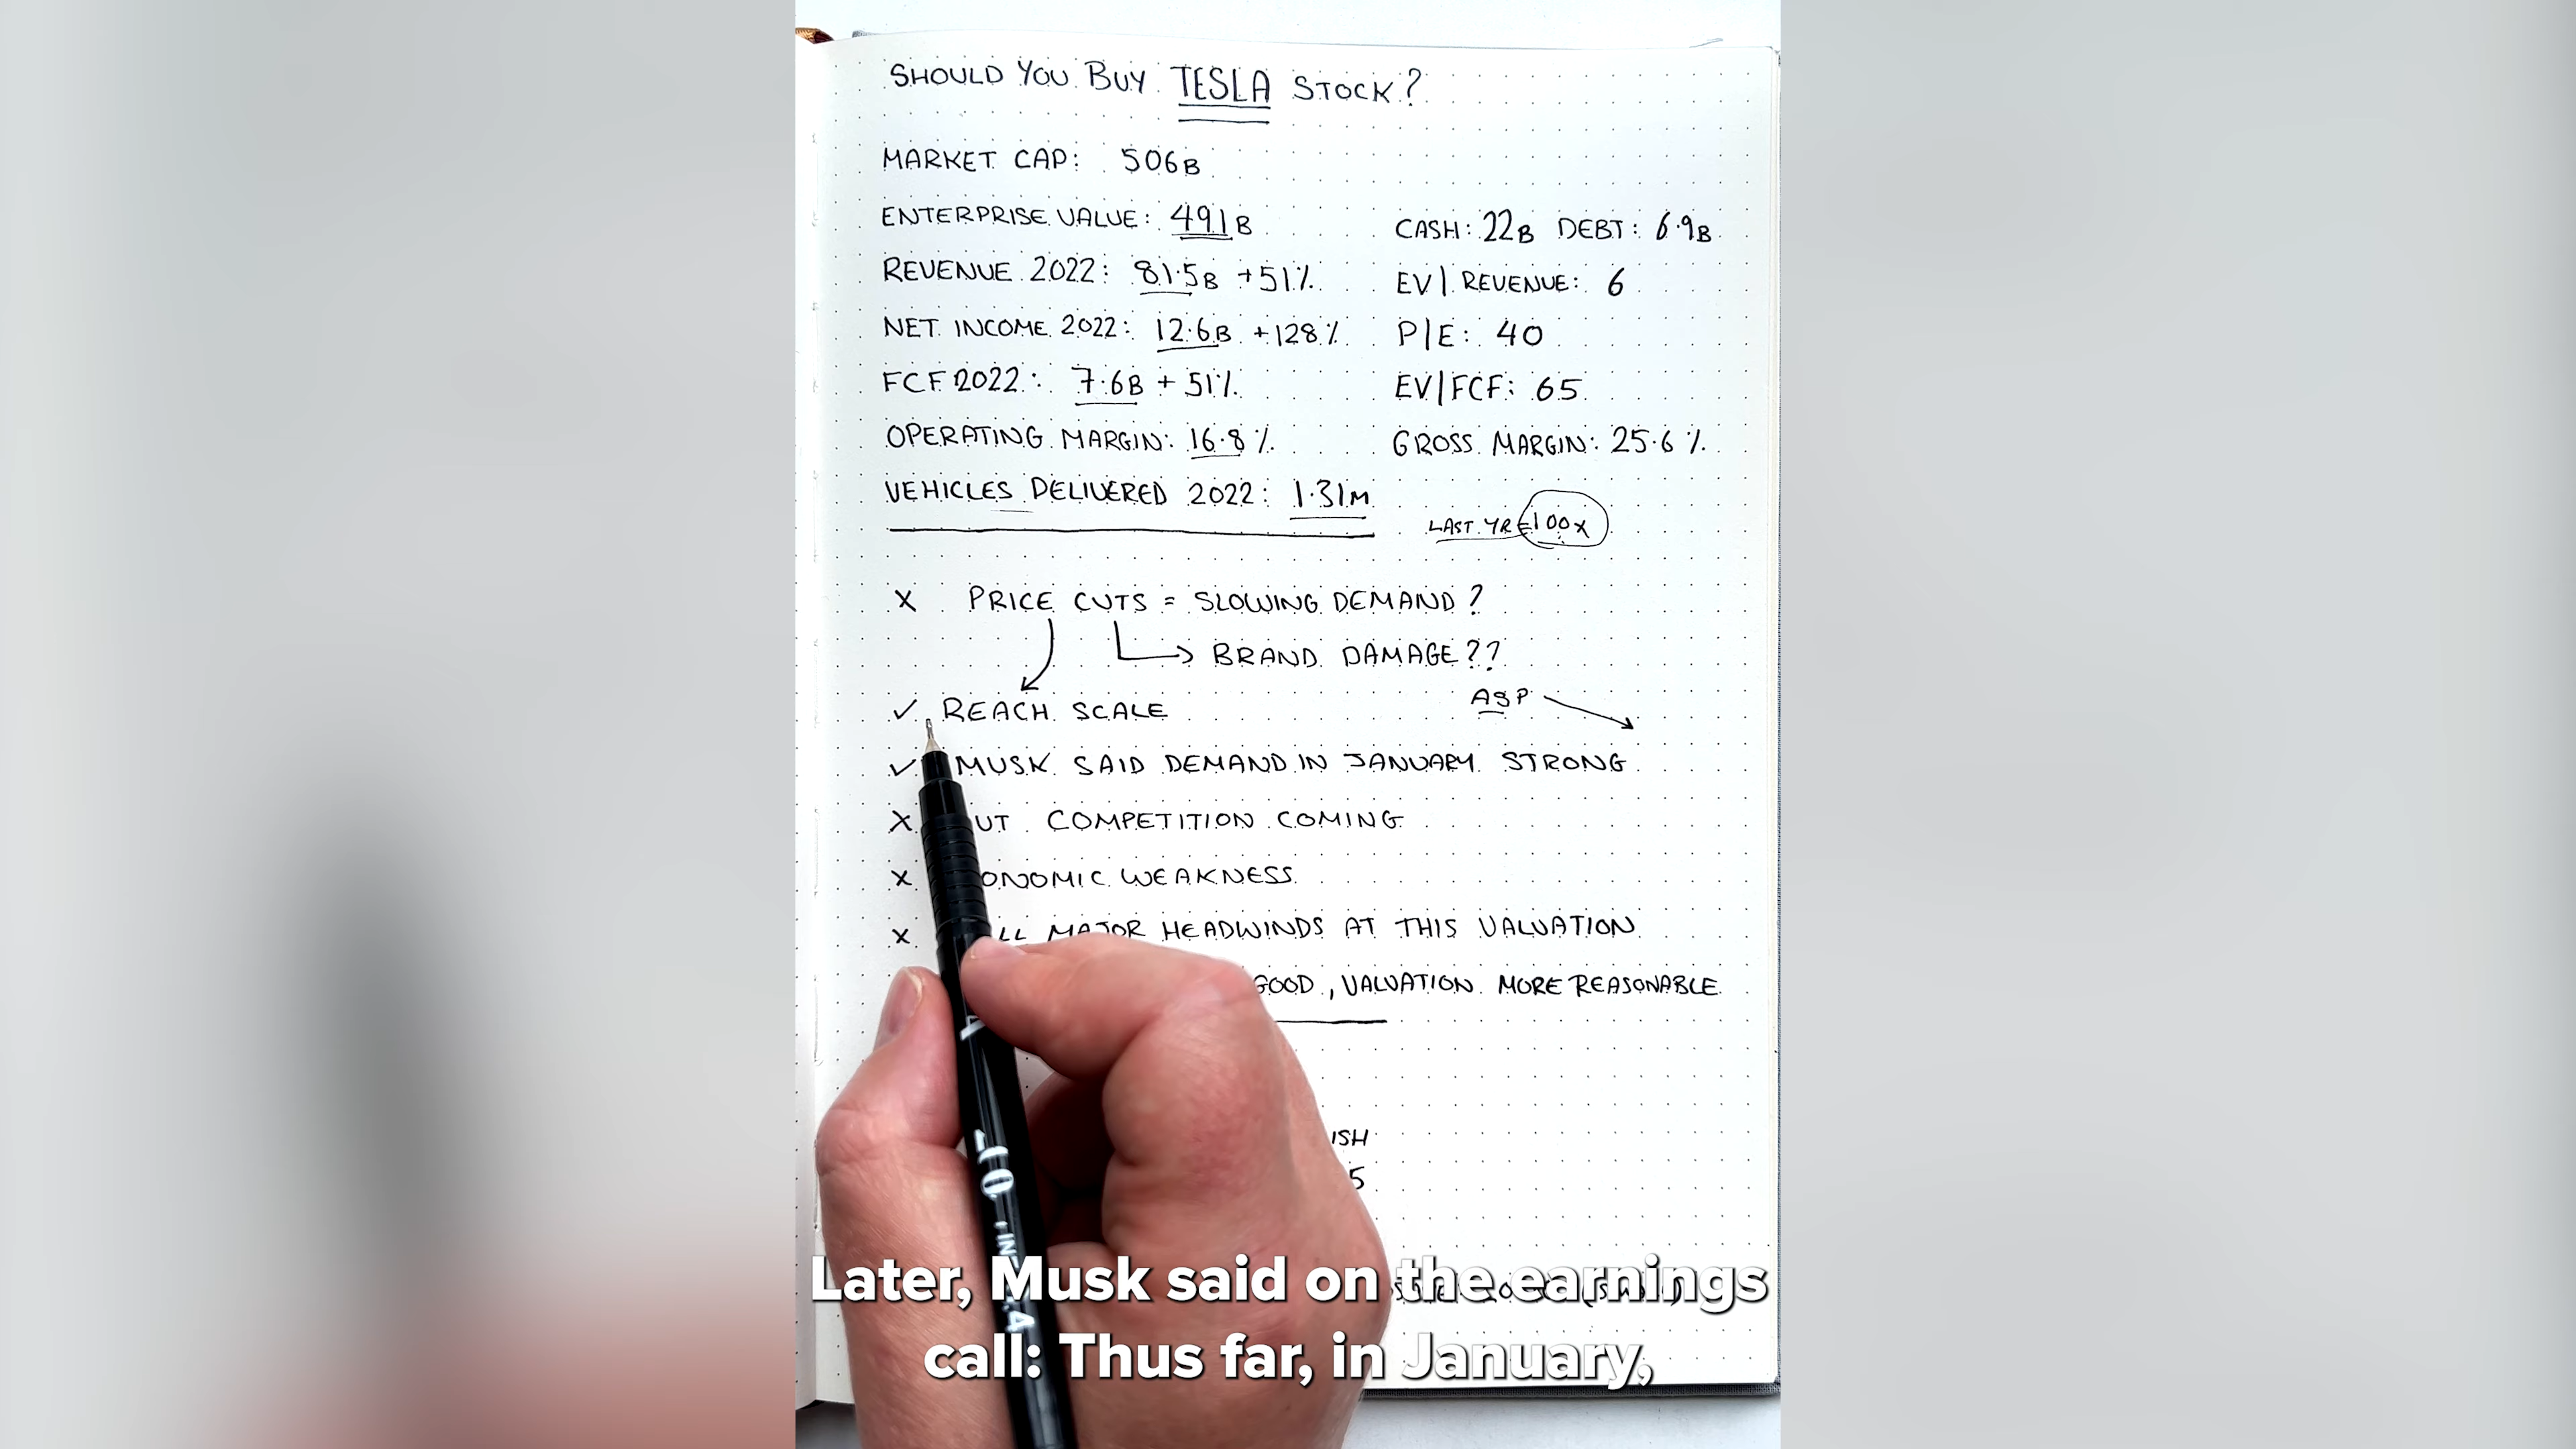 SHOULD YOU BUY TESLA STOCK?
MARKET CAP: 506B
ENTERPRISE VALUE: 491B CASH: 22B DEBT: 6.9B
REVENUE 2022: 81.5B +51% EV/REVENUE: 6
NET INCOME 2022: 12.6B +128% P/E: 40
FCF 2022: 7.6B +51% EV/FCF: 65
OPERATING MARGIN: 16.8% GROSS MARGIN: 25.6%
VEHICLES DELIVERED 2022: 1.31M
LAST YR = 100x
X PRICE CUTS = SLOWING DEMAND?
BRAND DAMAGE??
ASP
✓ REACH SCALE
✓ MUSK SAID DEMAND IN JANUARY STRONG
X UT COMPETITION COMING
X ONOMIC WEAKNESS
X LL MAJOR HEADWINDS AT THIS VALUATION
GOOD, VALUATION MORE REASONABLE
ISH
5
Later, Musk said on the earnings
call: Thus far, in January,